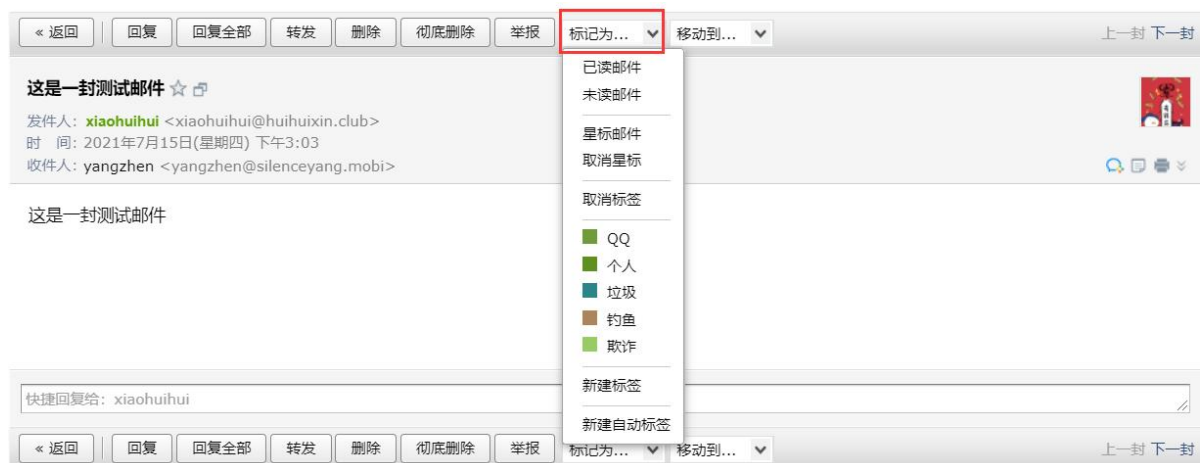 « 返回 回复 回复全部 转发 删除 彻底删除 举报 标记为... 移动到... 上一封 下一封
这是一封测试邮件
发件人：xiaohuihui <xiaohuihui@huihuixin.club>
时 间：2021年7月15日(星期四) 下午3:03
收件人：yangzhen <yangzhen@silenceyang.mobi>
这是一封测试邮件
已读邮件
未读邮件
星标邮件
取消星标
取消标签
QQ
个人
垃圾
钓鱼
欺诈
新建标签
新建自动标签
快捷回复给：xiaohuihui
« 返回 回复 回复全部 转发 删除 彻底删除 举报 标记为... 移动到... 上一封 下一封